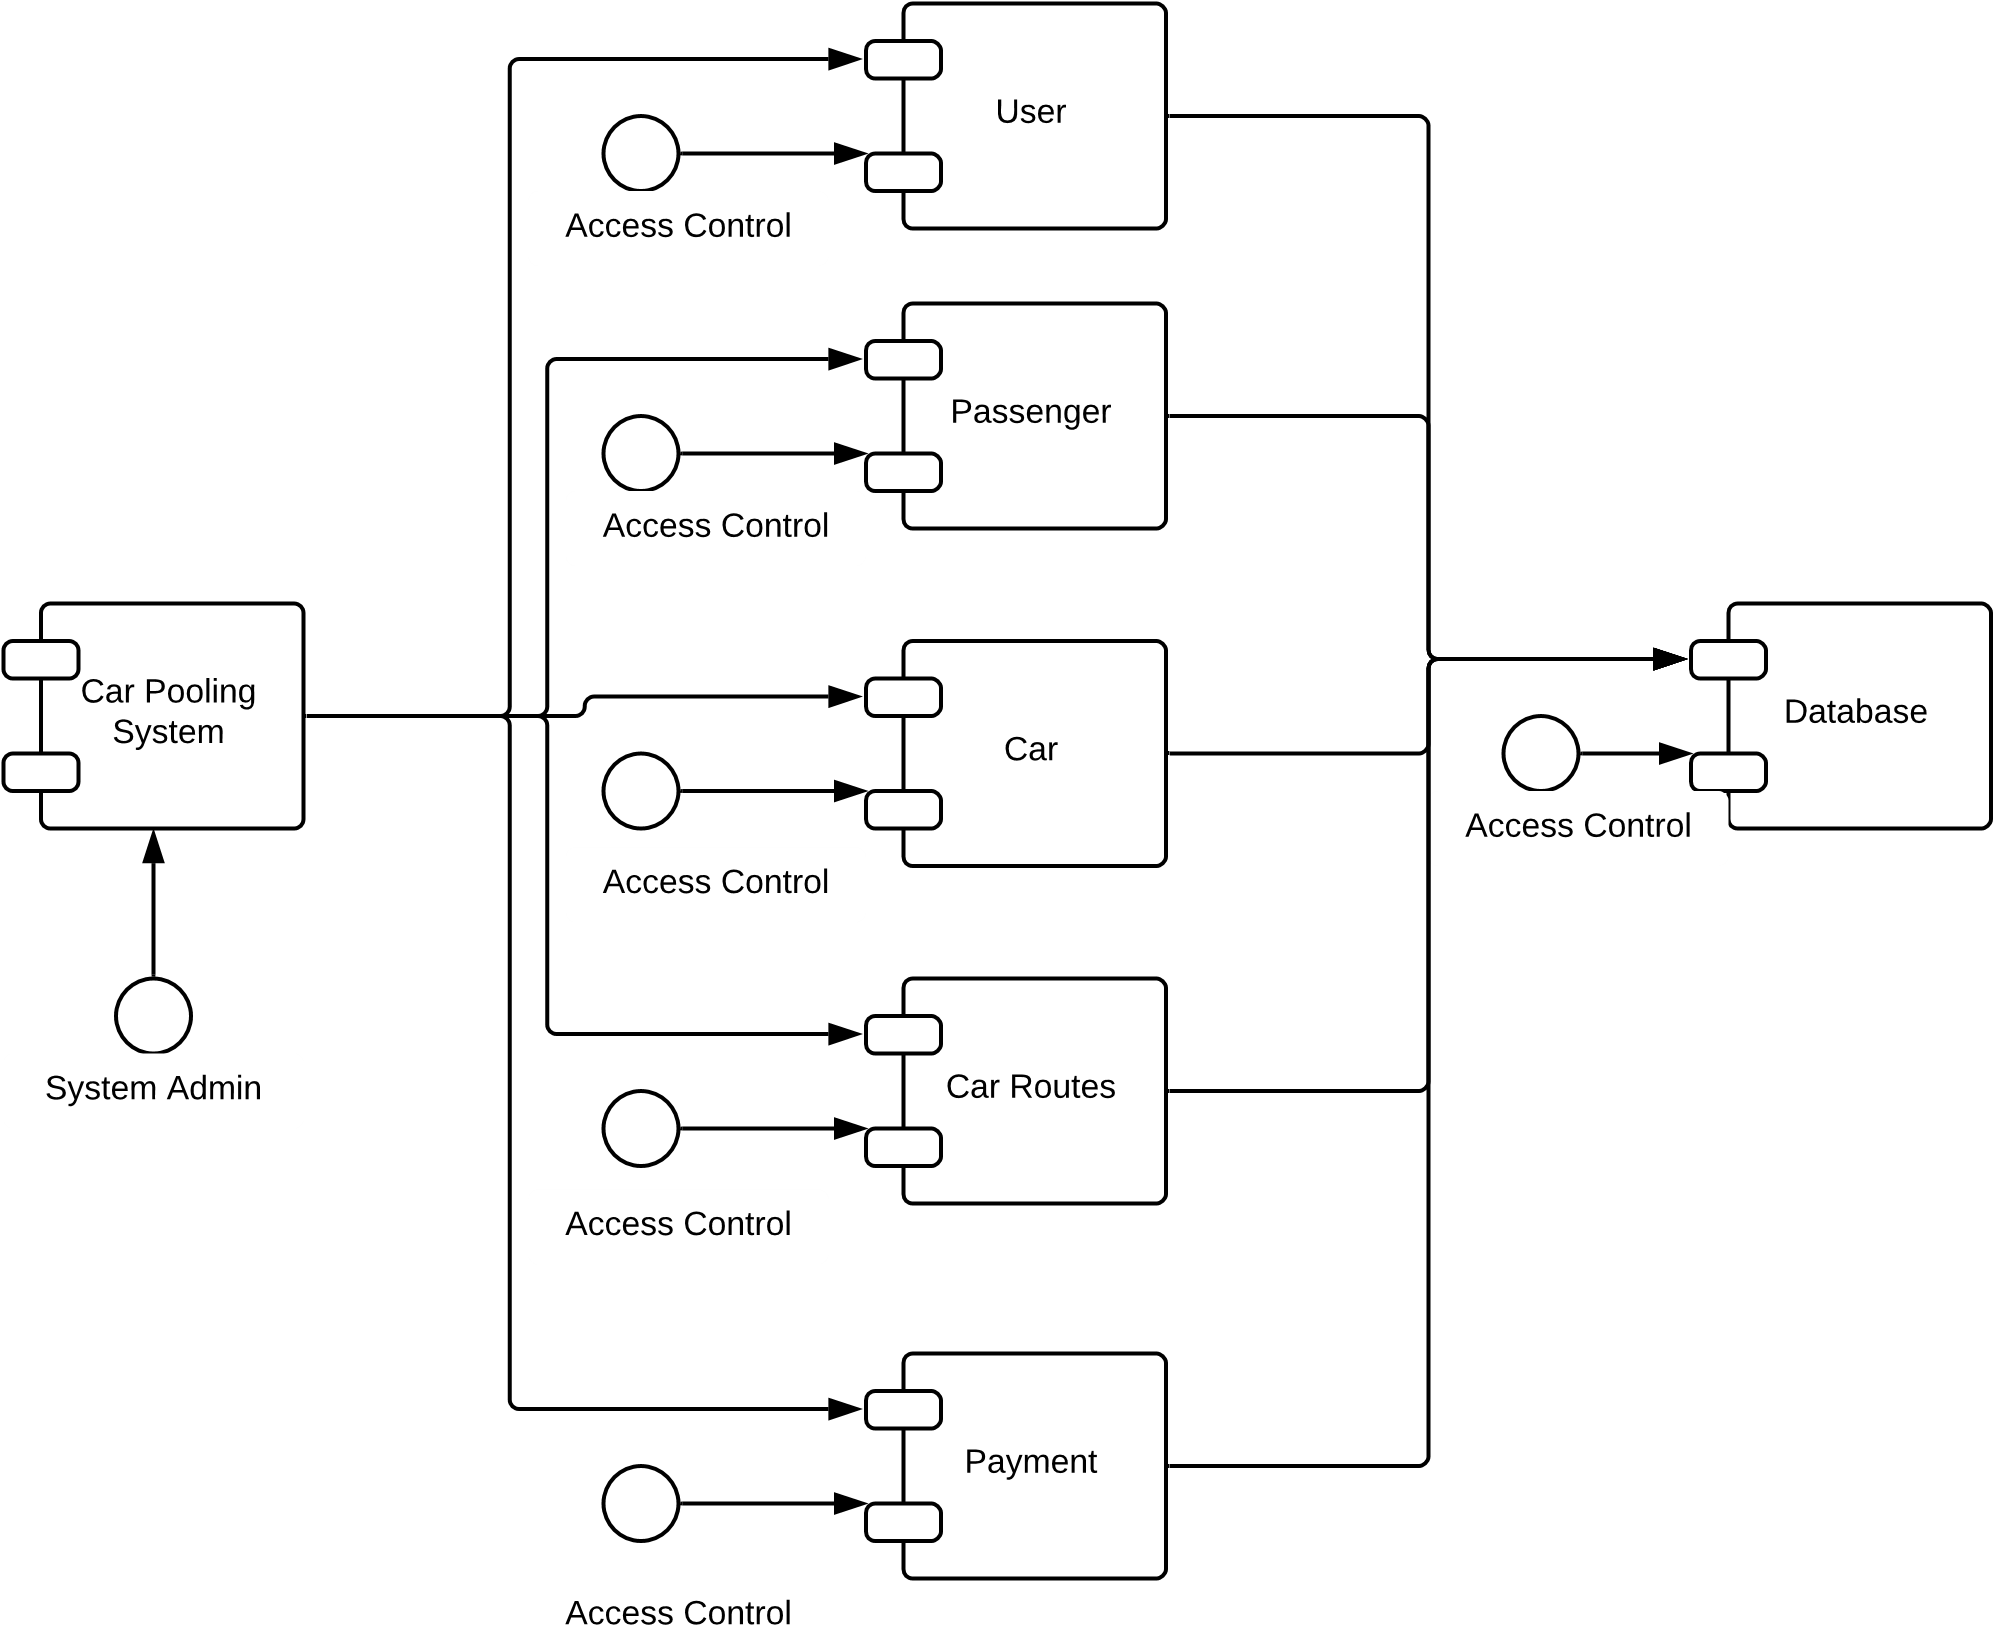 User
Access Control
Passenger
Access Control
Car Pooling
System
Car
Database
Access Control
Access Control
Car Routes
System Admin
Access Control
Payment
Access Control